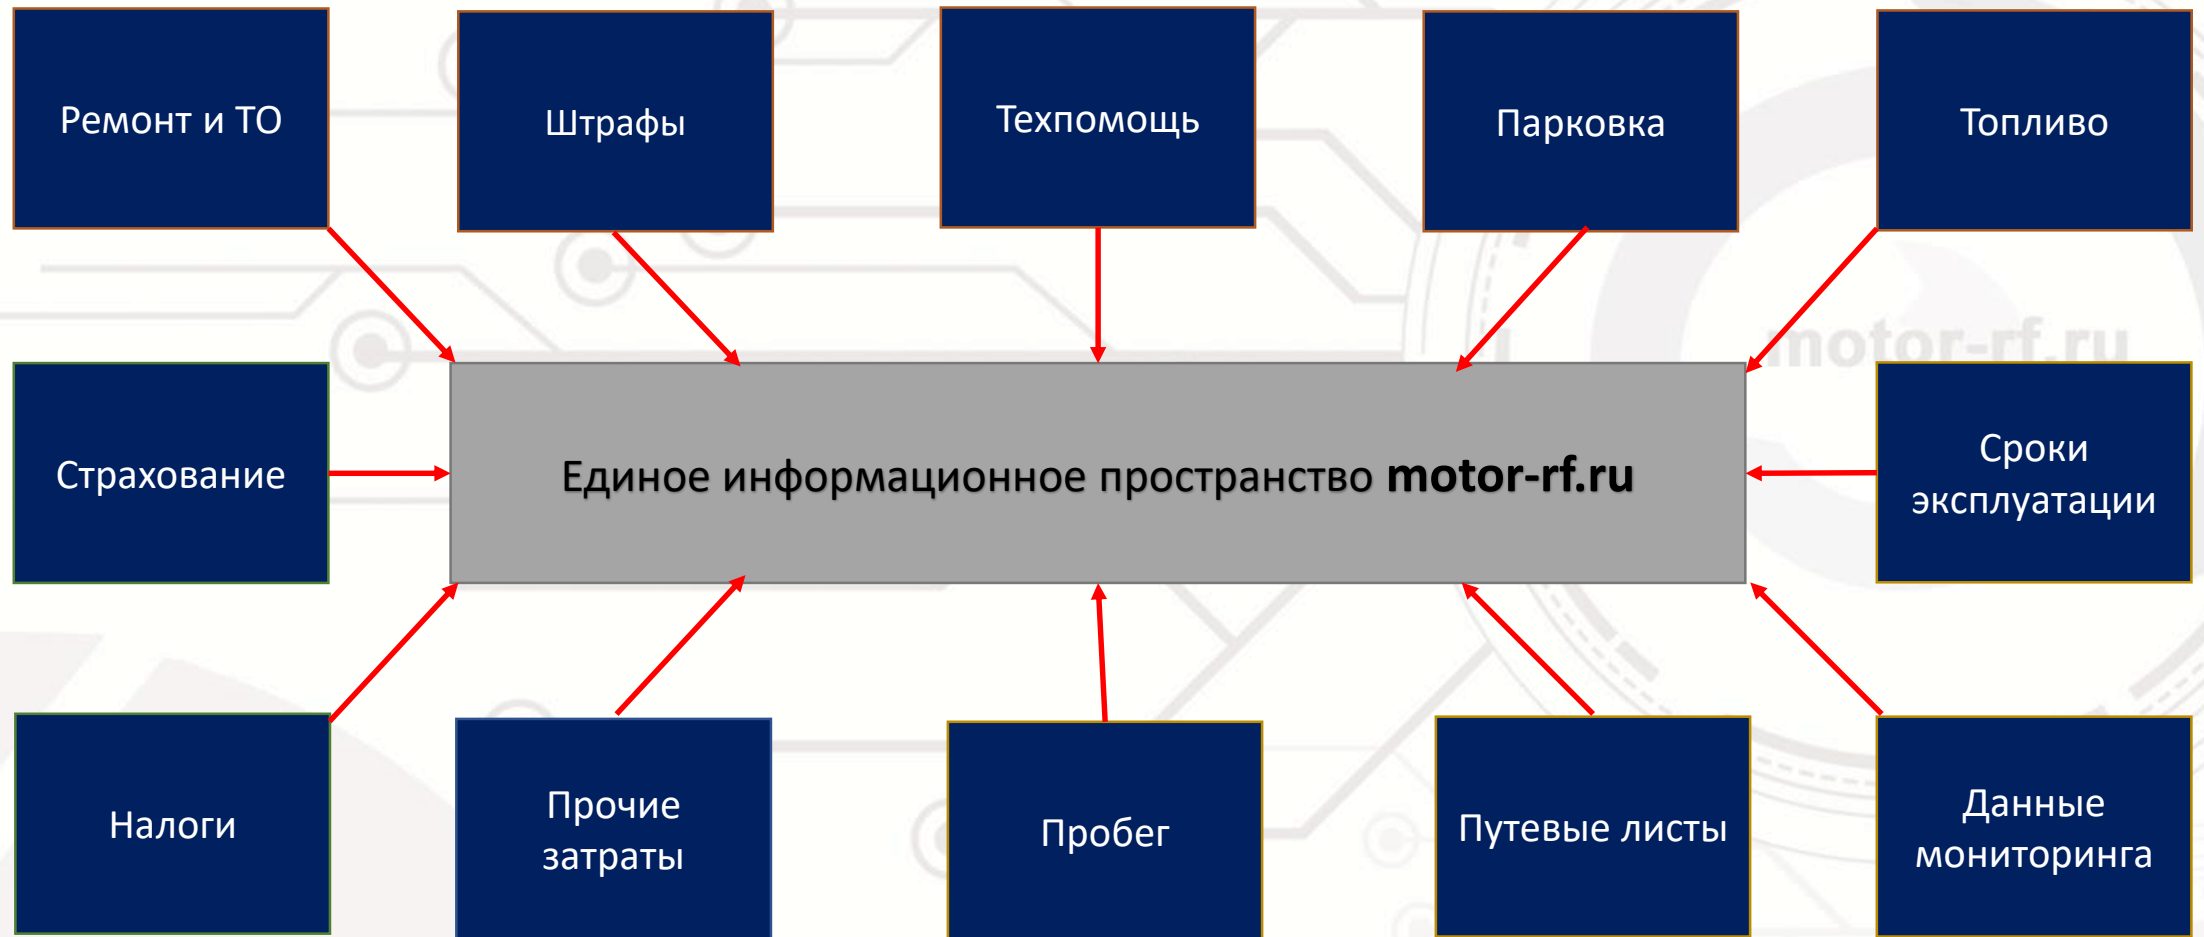 Ремонт и ТО
Штрафы
Техпомощь
Парковка
Топливо
motor-rf.ru
Страхование
Единое информационное пространство motor-rf.ru
Сроки
эксплуатации
Налоги
Прочие
затраты
Пробег
Путевые листы
Данные
мониторинга